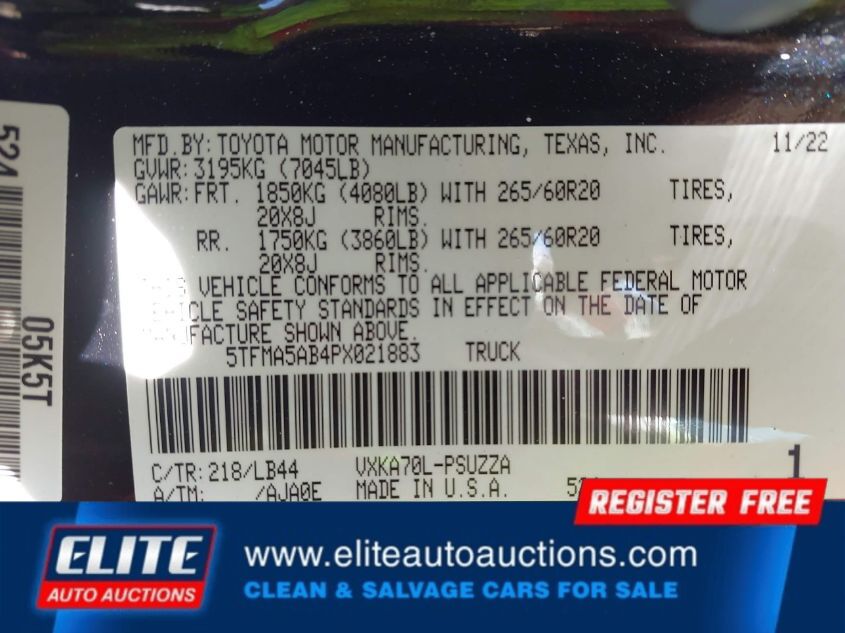 MFD.BY: TOYOTA MOTOR MANUFACTURING, TEXAS, INC. 11/22
GVWR: 3195KG (7045LB)
GAWR: FRT. 1850KG (4080LB) WITH 265/60R20 TIRES,
20X8J RIMS.
RR. 1750KG (3860LB) WITH 265/60R20 TIRES,
20X8J RIMS.
VEHICLE CONFORMS TO ALL APPLICABLE FEDERAL MOTOR
VEHICLE SAFETY STANDARDS IN EFFECT ON THE DATE OF
MANUFACTURE SHOWN ABOVE.
5TFMA5AB4PX021883 TRUCK
C/TR: 218/LB44 VXKA70L-PSUZZA 1
A/TM: /AJA0E MADE IN U.S.A.
524
05K5T
REGISTER FREE
ELITE
AUTO AUCTIONS
www.eliteautoauctions.com
CLEAN & SALVAGE CARS FOR SALE